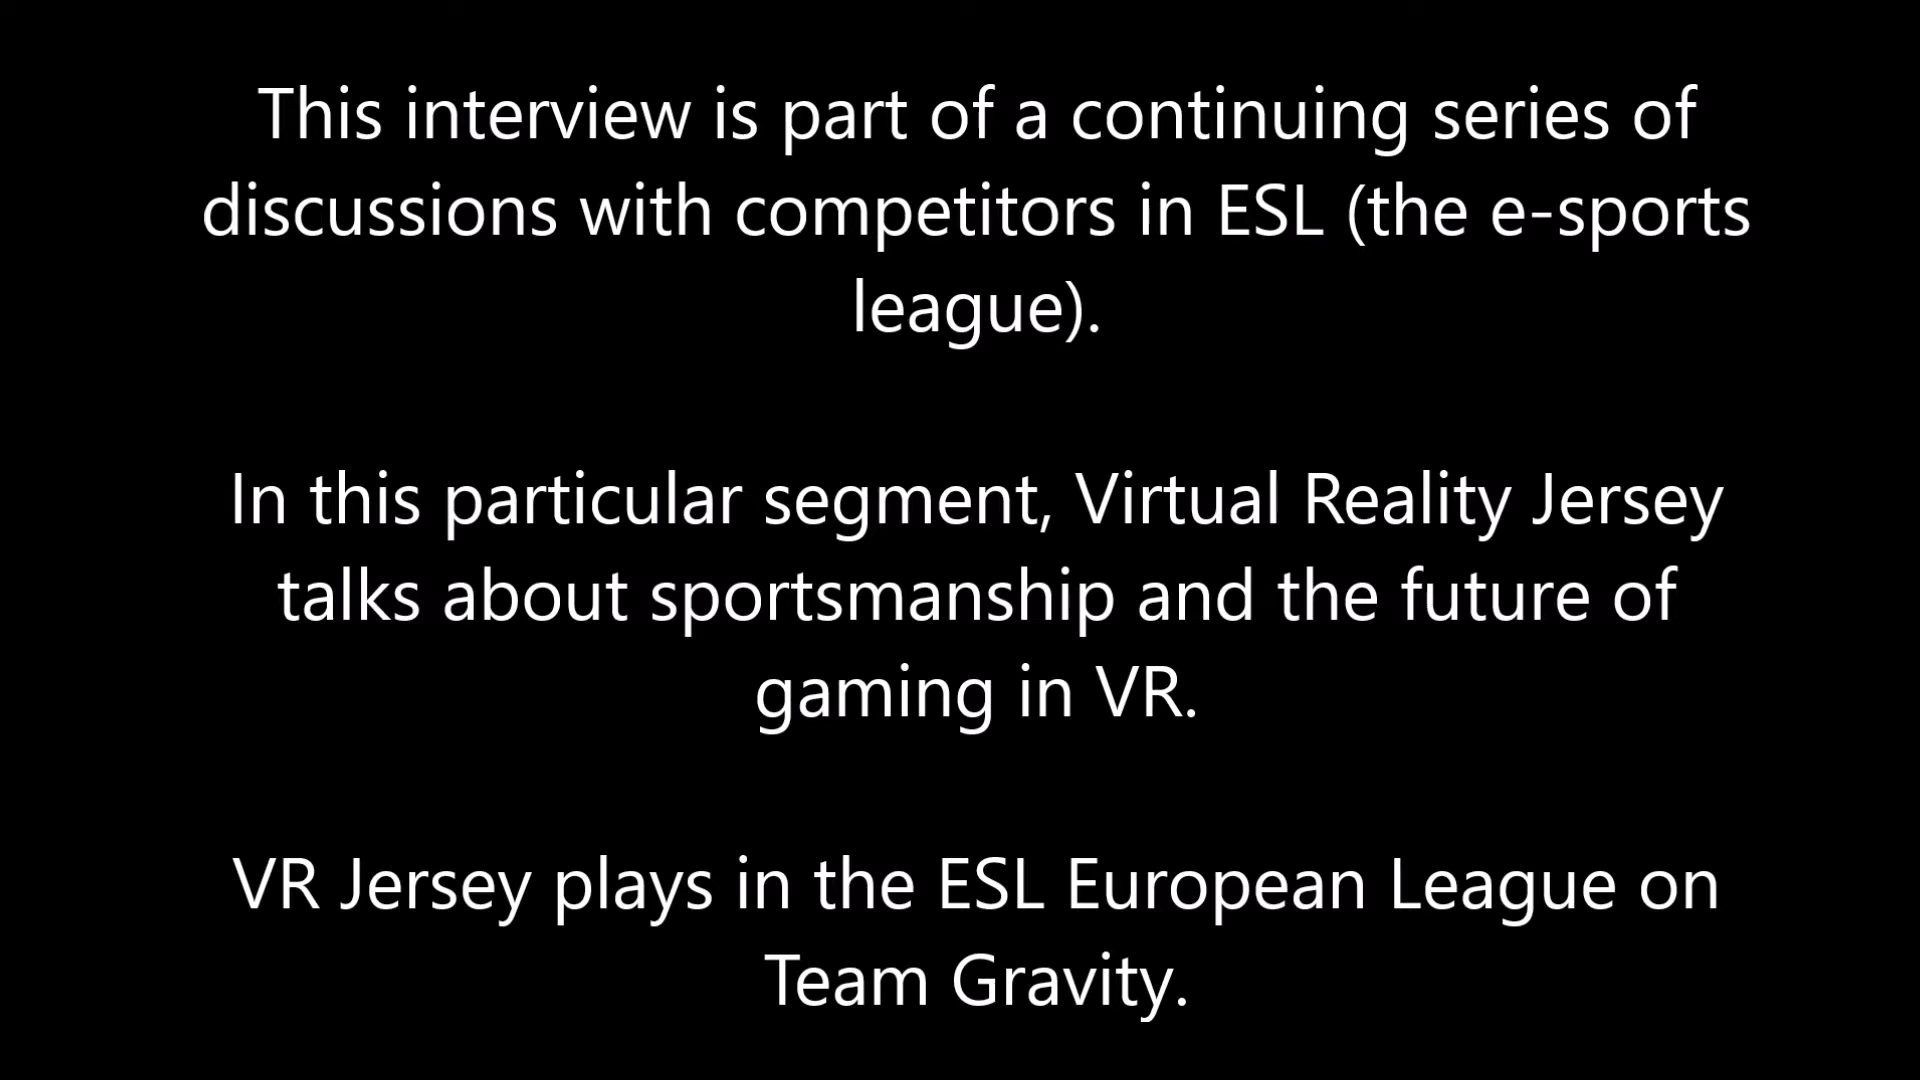 This interview is part of a continuing series of
discussions with competitors in ESL (the e-sports
league).
In this particular segment, Virtual Reality Jersey
talks about sportsmanship and the future of
gaming in VR.
VR Jersey plays in the ESL European League on
Team Gravity.